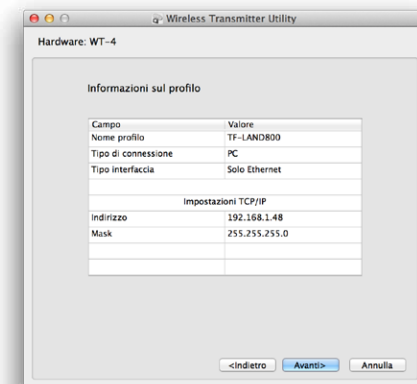 Wireless Transmitter Utility
Hardware: WT-4
Informazioni sul profilo
Campo Valore
Nome profilo TF-LAND800
Tipo di connessione PC
Tipo interfaccia Solo Ethernet
Impostazioni TCP/IP
Indirizzo 192.168.1.48
Mask 255.255.255.0
<Indietro Avanti> Annulla